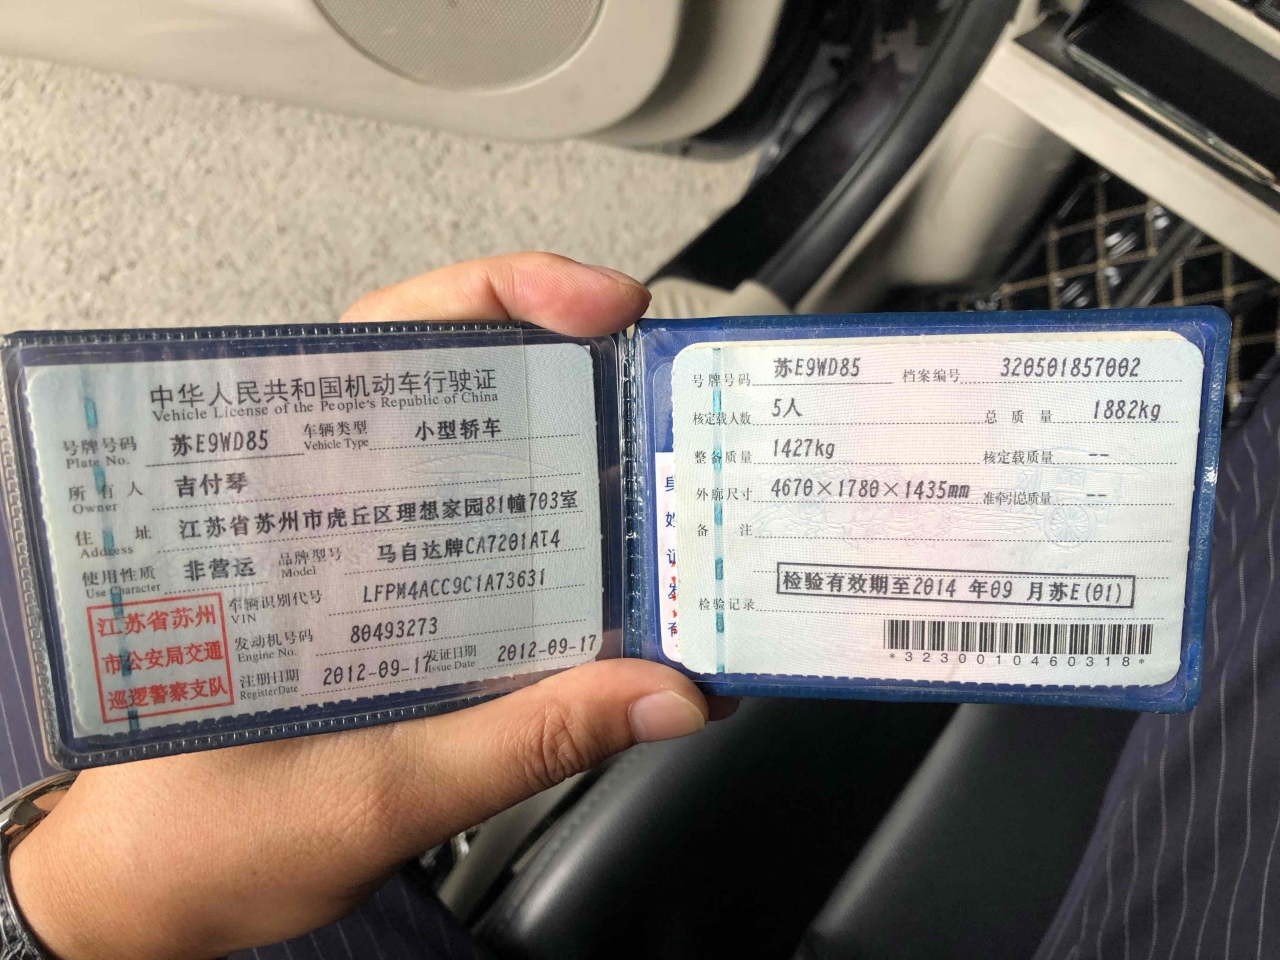 中华人民共和国机动车行驶证
Vehicle License of the People's Republic of China
号牌号码 苏E9WD85 车辆类型 小型轿车
Plate No. Vehicle Type
所有人 吉付琴
Owner
住址 江苏省苏州市虎丘区理想家园81幢703室
Address
使用性质 非营运 品牌型号 马自达牌CA7201AT4
Use Character Model
车辆识别代号 LFPM4ACC9C1A73631
VIN
发动机号码 80493273
Engine No.
注册日期 2012-09-17 发证日期 2012-09-17
Register Date Issue Date
江苏省苏州
市公安局交通
巡逻警察支队
号牌号码 苏E9WD85 档案编号 320501857002
核定载人数 5人 总质量 1882kg
整备质量 1427kg 核定载质量 --
外廓尺寸 4670×1780×1435mm 准牵引总质量 --
备注
检验有效期至2014 年09 月苏E(01)
检验记录
*3230010460318*